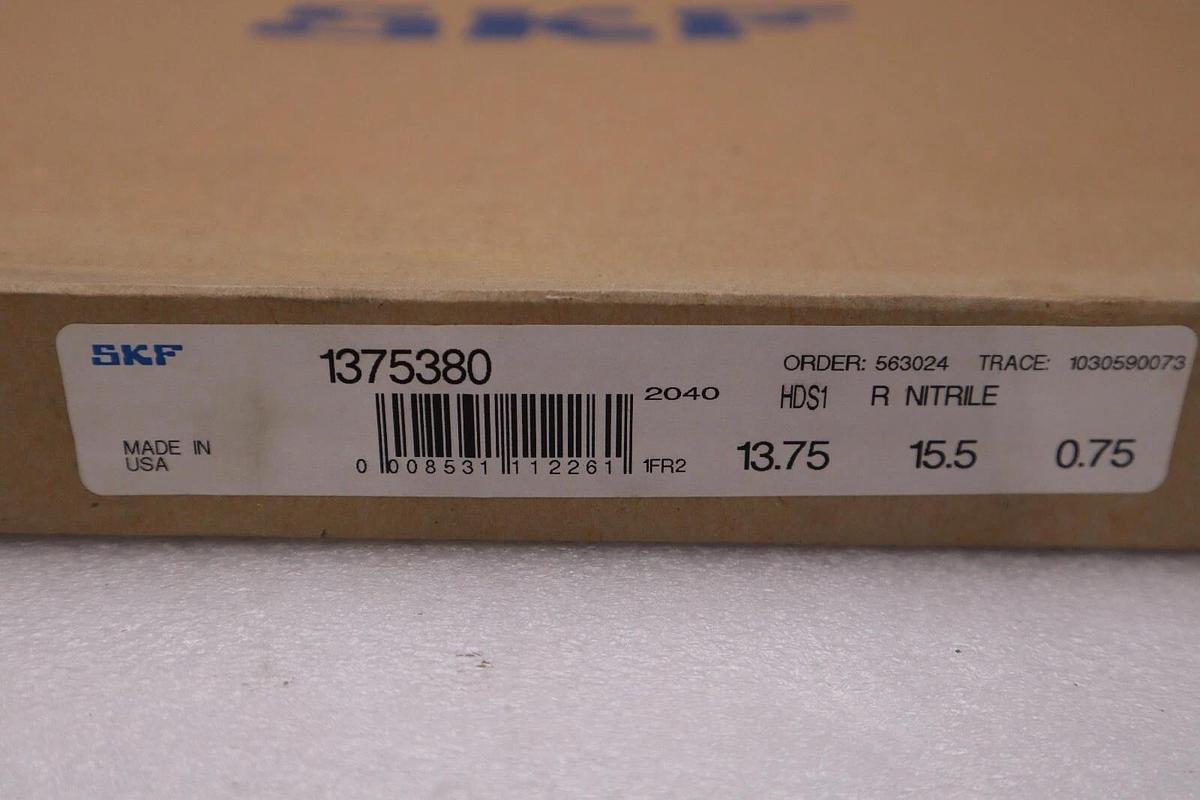 SKF
SKF
1375380
ORDER: 563024 TRACE: 1030590073
2040
HDS1 R NITRILE
MADE IN
USA
0 008531 112261 1FR2
13.75 15.5 0.75